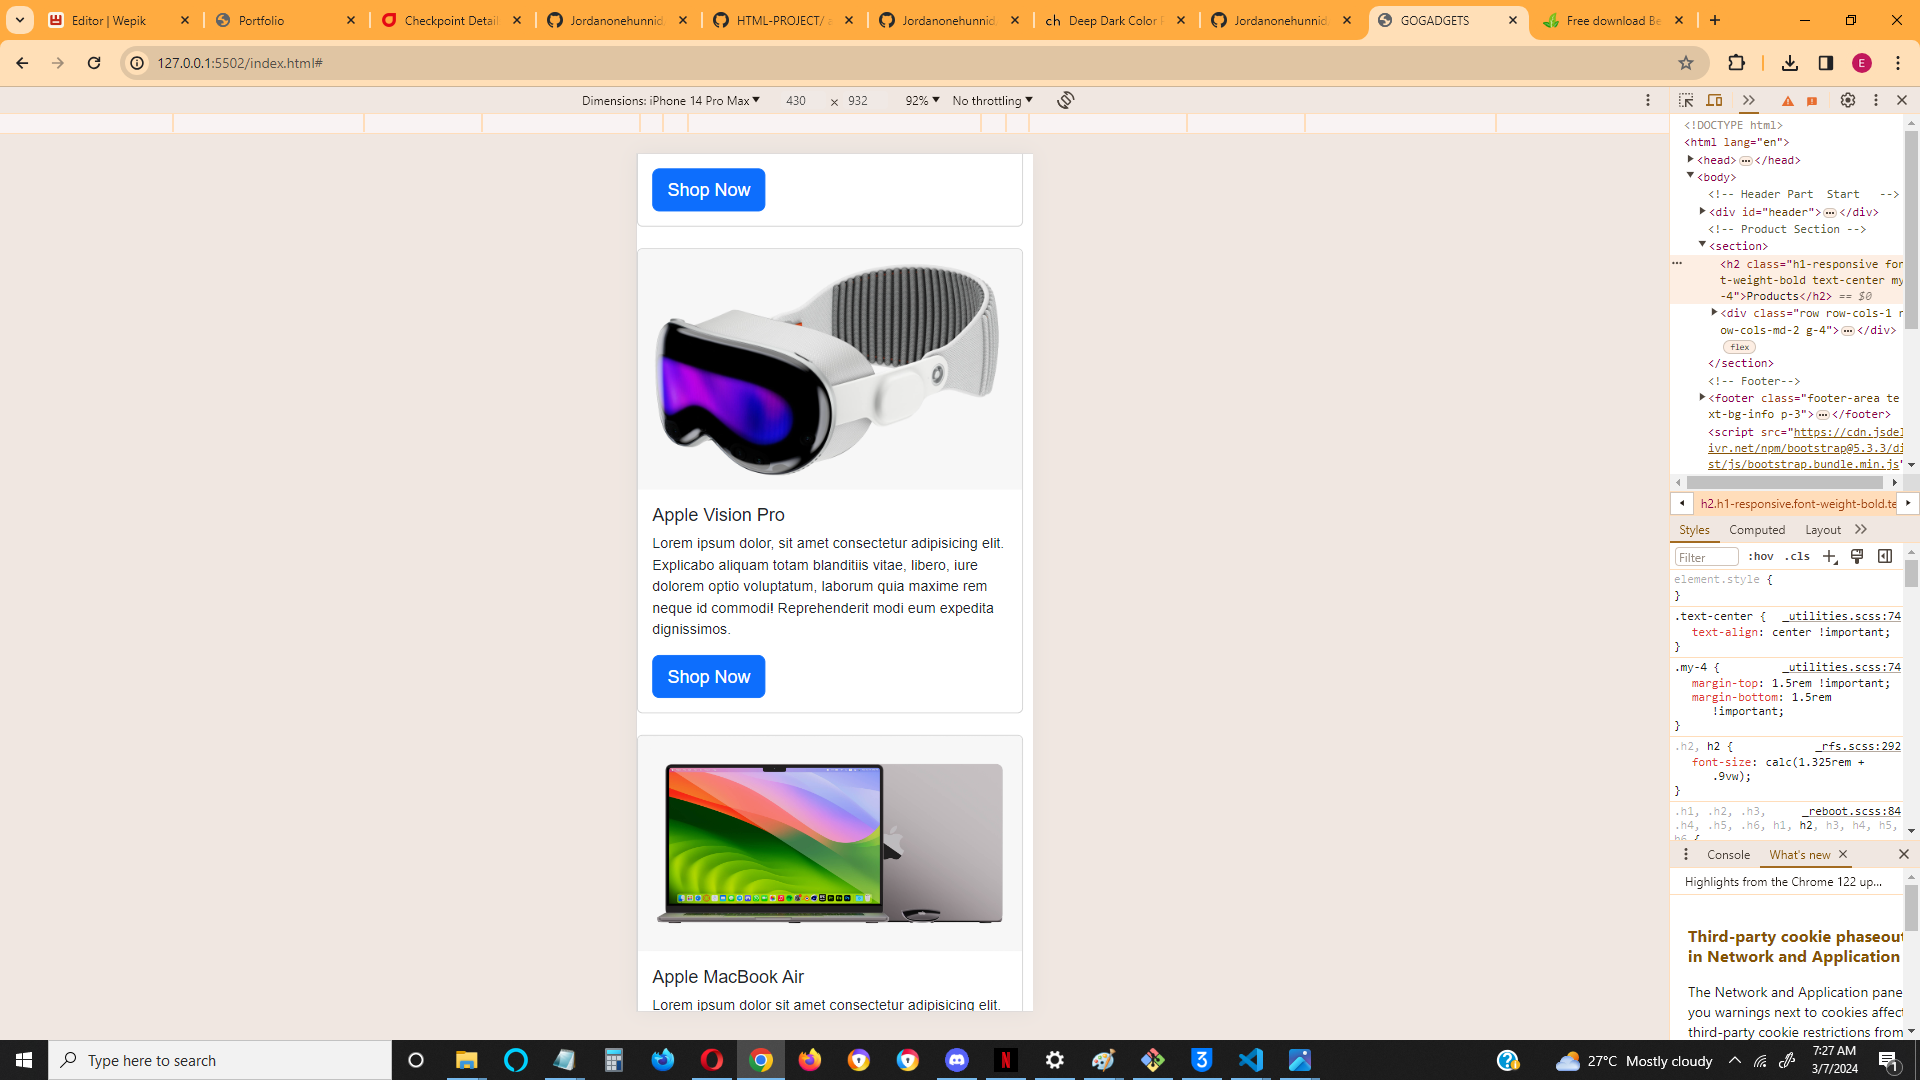 Editor | Wepik
Portfolio
Checkpoint Detail
Jordanonehunnid
HTML-PROJECT/ a
Jordanonehunnid
Deep Dark Color P
Jordanonehunnid
GOGADGETS
Free download Be
127.0.0.1:5502/index.html#
E
Dimensions: iPhone 14 Pro Max
430 × 932
92%
No throttling
Shop Now
Apple Vision Pro
Lorem ipsum dolor, sit amet consectetur adipisicing elit.
Explicabo aliquam totam blanditiis vitae, libero, iure
dolorem optio voluptatum, laborum quia maxime rem
neque id commodi! Reprehenderit modi eum expedita
dignissimos.
Shop Now
Apple MacBook Air
Lorem ipsum dolor sit amet consectetur adipisicing elit.
<!DOCTYPE html>
<html lang="en">
<head> </head>
<body>
<!-- Header Part  Start   -->
<div id="header"> </div>
<!-- Product Section -->
<section>
<h2 class="h1-responsive fon
t-weight-bold text-center my
-4">Products</h2> == $0
<div class="row row-cols-1 r
ow-cols-md-2 g-4"> </div>
flex
</section>
<!-- Footer-->
<footer class="footer-area te
xt-bg-info p-3"> </footer>
<script src="https://cdn.jsdel
ivr.net/npm/bootstrap@5.3.3/di
st/js/bootstrap.bundle.min.js"
h2.h1-responsive.font-weight-bold.te
Styles
Computed
Layout
Filter
:hov
.cls
element.style {
}
.text-center {
_utilities.scss:74
text-align: center !important;
}
.my-4 {
_utilities.scss:74
margin-top: 1.5rem !important;
margin-bottom: 1.5rem
!important;
}
.h2, h2 {
_rfs.scss:292
font-size: calc(1.325rem +
.9vw);
}
.h1, .h2, .h3,
_reboot.scss:84
.h4, .h5, .h6, h1, h2, h3, h4, h5,
h6 {
Console
What's new
Highlights from the Chrome 122 up...
Third-party cookie phaseout
in Network and Application
The Network and Application pane
you warnings next to cookies affect
third-party cookie restrictions from
Type here to search
27°C Mostly cloudy
7:27 AM
3/7/2024
1